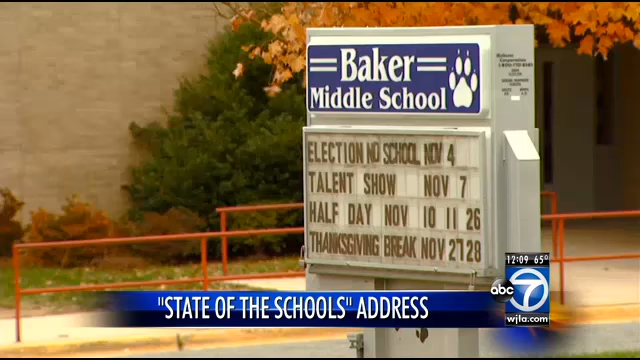 Baker
Middle School
ELECTION NO SCHOOL NOV 4
TALENT SHOW NOV 7
HALF DAY NOV 10 11 26
THANKSGIVING BREAK NOV 27 28
12:09 65°
abc 7
wjla.com
"STATE OF THE SCHOOLS" ADDRESS